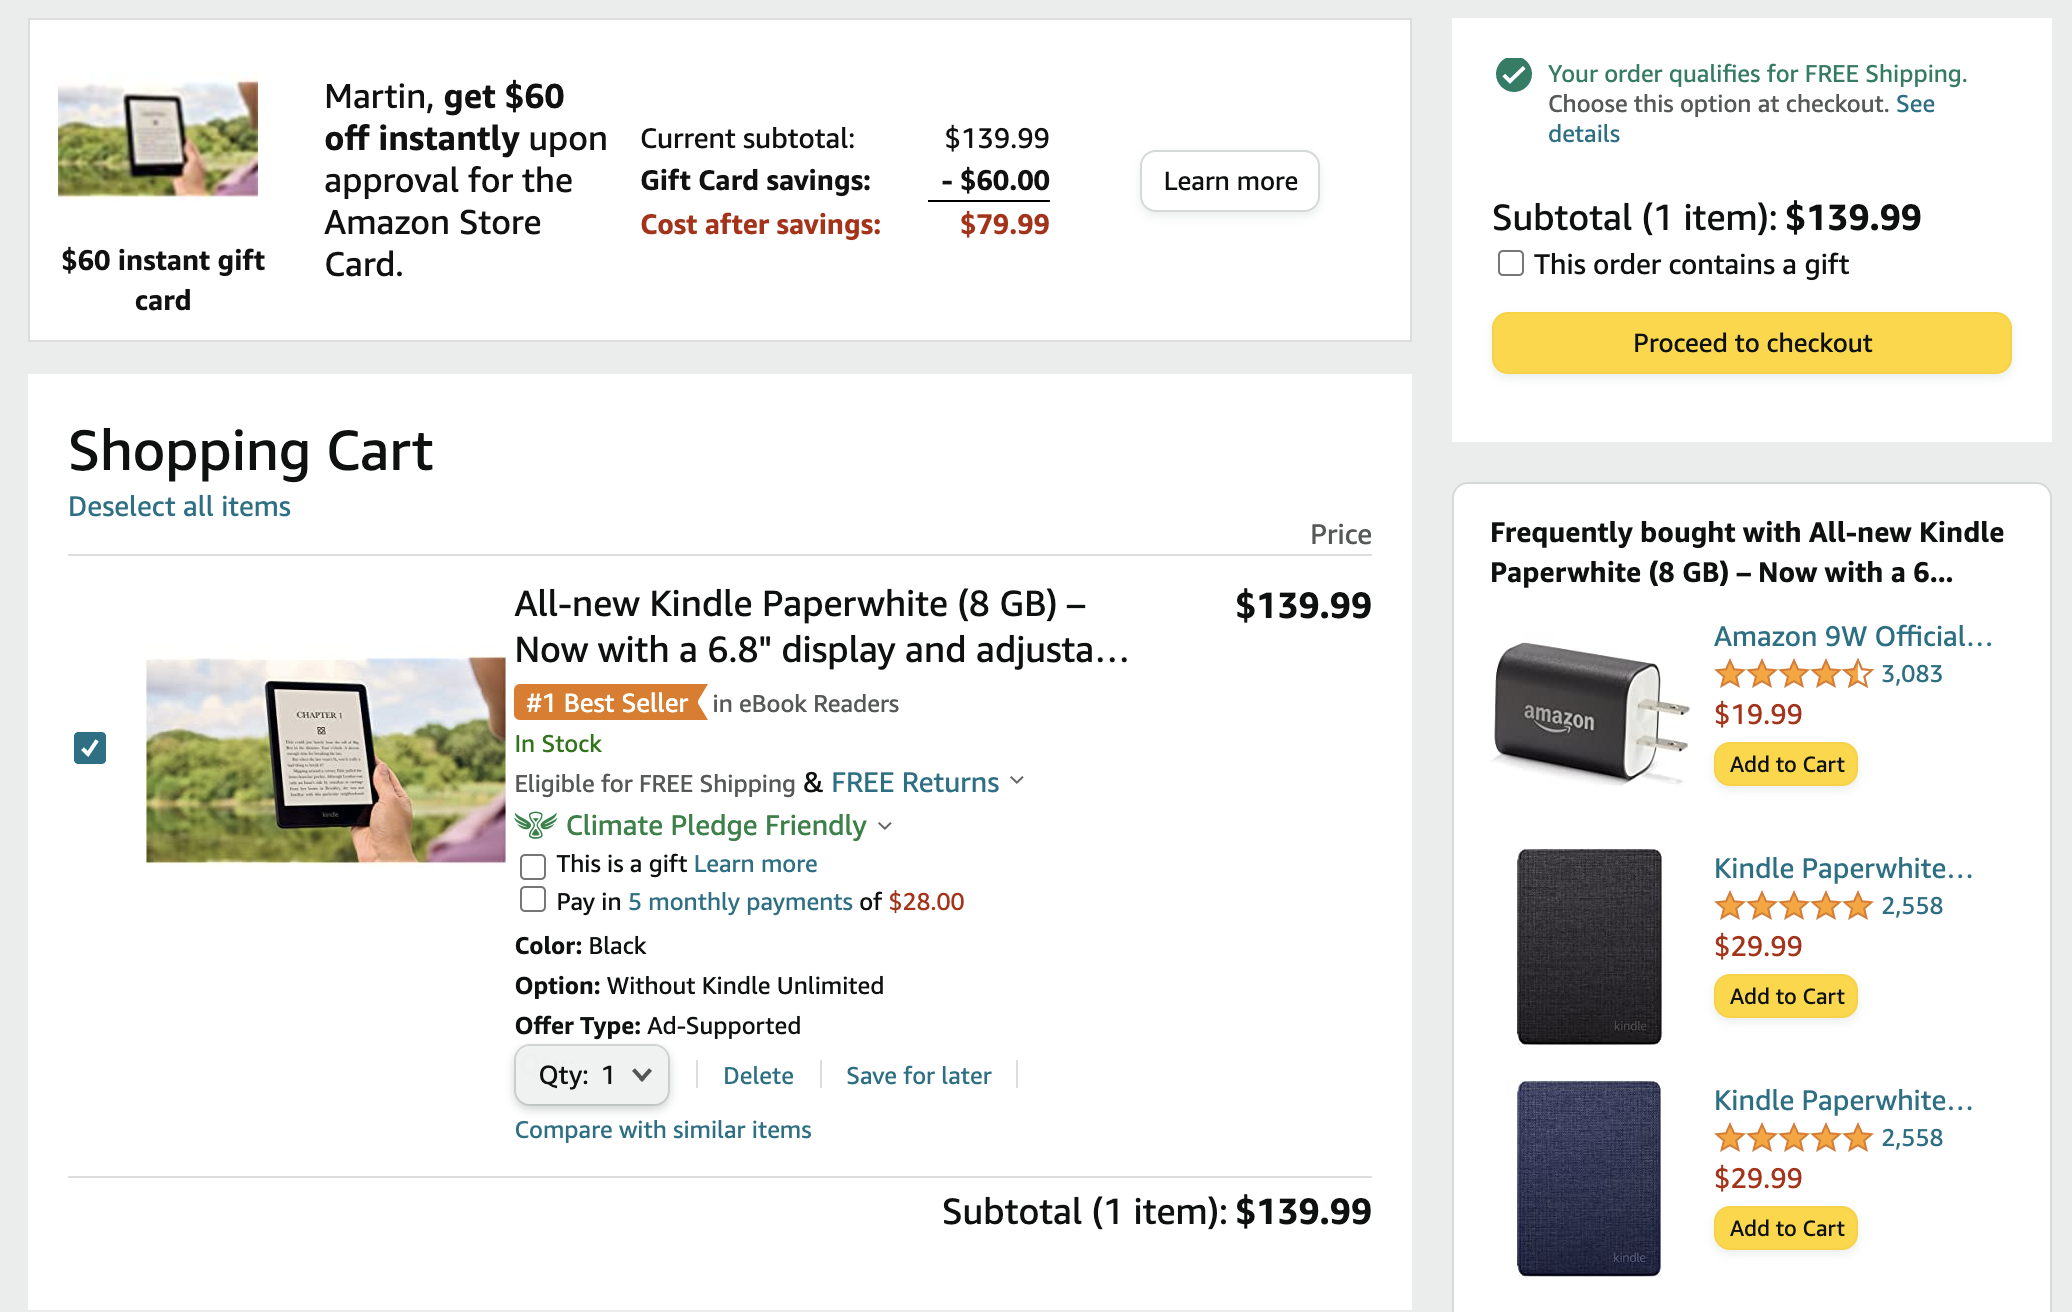 Martin, get $60
off instantly upon
approval for the
Amazon Store
Card.
$60 instant gift
card
Current subtotal: $139.99
Gift Card savings: - $60.00
Cost after savings: $79.99
Learn more
Your order qualifies for FREE Shipping.
Choose this option at checkout. See
details
Subtotal (1 item): $139.99
This order contains a gift
Proceed to checkout
Shopping Cart
Deselect all items
Price
CHAPTER 1
kindle
All-new Kindle Paperwhite (8 GB) –
Now with a 6.8" display and adjusta…
$139.99
#1 Best Seller in eBook Readers
In Stock
Eligible for FREE Shipping & FREE Returns
Climate Pledge Friendly
This is a gift Learn more
Pay in 5 monthly payments of $28.00
Color: Black
Option: Without Kindle Unlimited
Offer Type: Ad-Supported
Qty: 1
Delete
Save for later
Compare with similar items
Subtotal (1 item): $139.99
Frequently bought with All-new Kindle
Paperwhite (8 GB) – Now with a 6...
amazon
Amazon 9W Official…
3,083
$19.99
Add to Cart
kindle
Kindle Paperwhite…
2,558
$29.99
Add to Cart
kindle
Kindle Paperwhite…
2,558
$29.99
Add to Cart